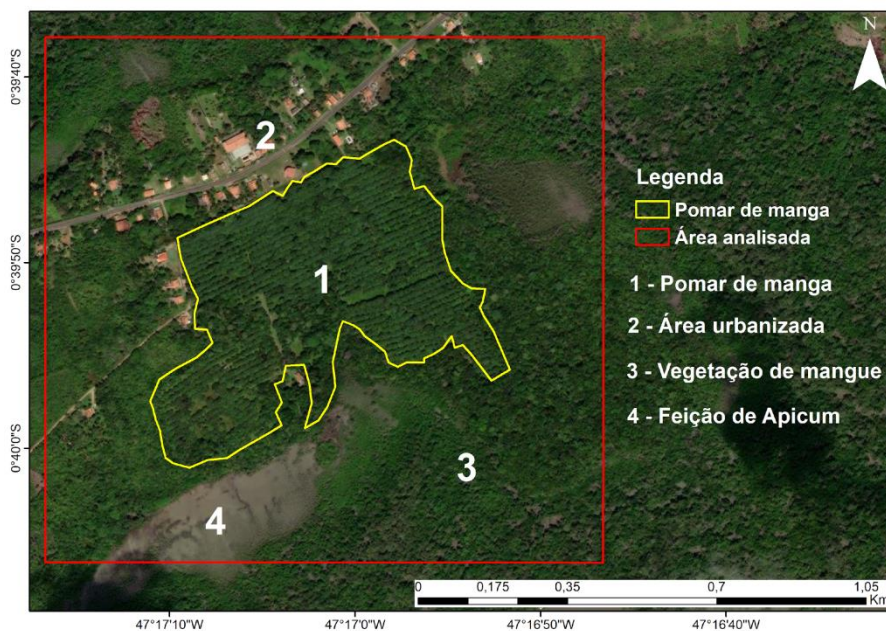 N
0°39'40"S
0°39'50"S
0°40'0"S
2
1
3
4
Legenda
Pomar de manga
Área analisada
1 - Pomar de manga
2 - Área urbanizada
3 - Vegetação de mangue
4 - Feição de Apicum
0 0,175 0,35 0,7 1,05
Km
47°17'10"W 47°17'0"W 47°16'50"W 47°16'40"W